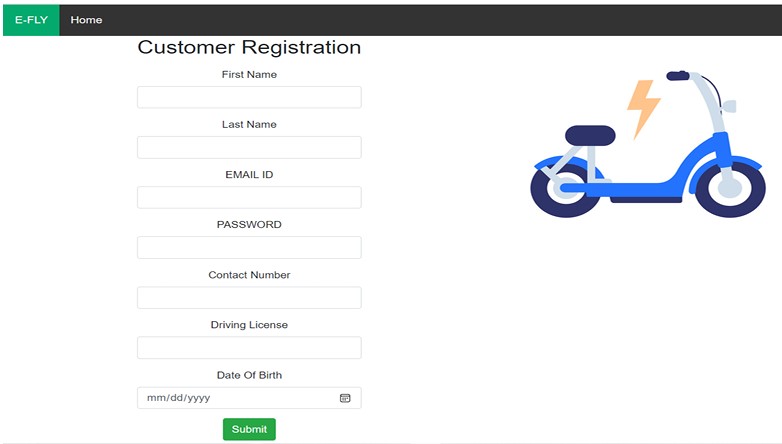 E-FLY Home
Customer Registration
First Name
Last Name
EMAIL ID
PASSWORD
Contact Number
Driving License
Date Of Birth
mm/dd/yyyy
Submit